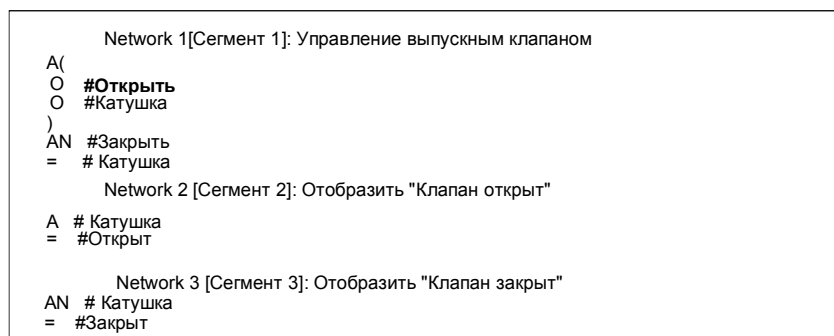 Network 1[Сегмент 1]: Управление выпускным клапаном
A(
O #Открыть
O #Катушка
)
AN #Закрыть
= # Катушка
Network 2 [Сегмент 2]: Отобразить "Клапан открыт"
A # Катушка
= #Открыт
Network 3 [Сегмент 3]: Отобразить "Клапан закрыт"
AN # Катушка
= #Закрыт